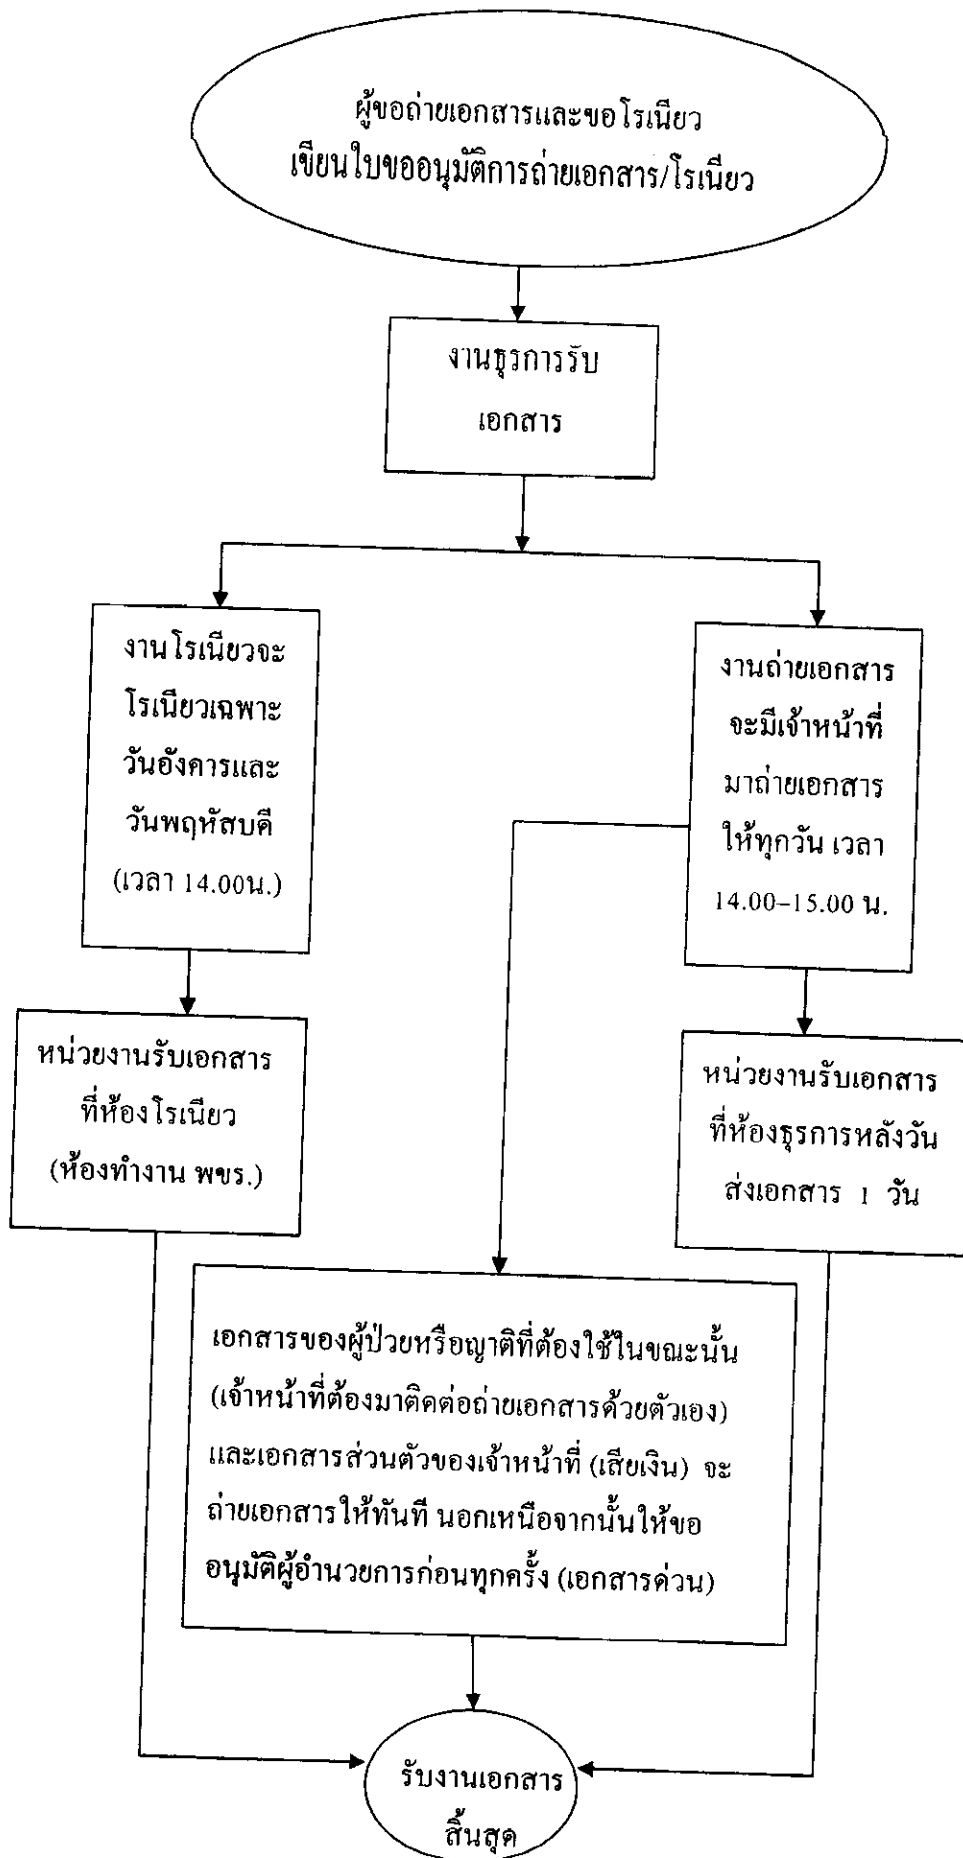 ผู้ขอถ่ายเอกสารและขอโรเนียว
เขียนใบขออนุมัติการถ่ายเอกสาร/โรเนียว
งานธุรการรับ
เอกสาร
งานโรเนียวจะ
โรเนียวเฉพาะ
วันอังคารและ
วันพฤหัสบดี
(เวลา 14.00น.)
งานถ่ายเอกสาร
จะมีเจ้าหน้าที่
มาถ่ายเอกสาร
ให้ทุกวัน เวลา
14.00–15.00 น.
หน่วยงานรับเอกสาร
ที่ห้องโรเนียว
(ห้องทำงาน พขร.)
หน่วยงานรับเอกสาร
ที่ห้องธุรการหลังวัน
ส่งเอกสาร 1 วัน
เอกสารของผู้ป่วยหรือญาติที่ต้องใช้ในขณะนั้น
(เจ้าหน้าที่ต้องมาติดต่อถ่ายเอกสารด้วยตัวเอง)
และเอกสารส่วนตัวของเจ้าหน้าที่ (เสียเงิน) จะ
ถ่ายเอกสารให้ทันที นอกเหนือจากนั้นให้ขอ
อนุมัติผู้อำนวยการก่อนทุกครั้ง (เอกสารด่วน)
รับงานเอกสาร
สิ้นสุด